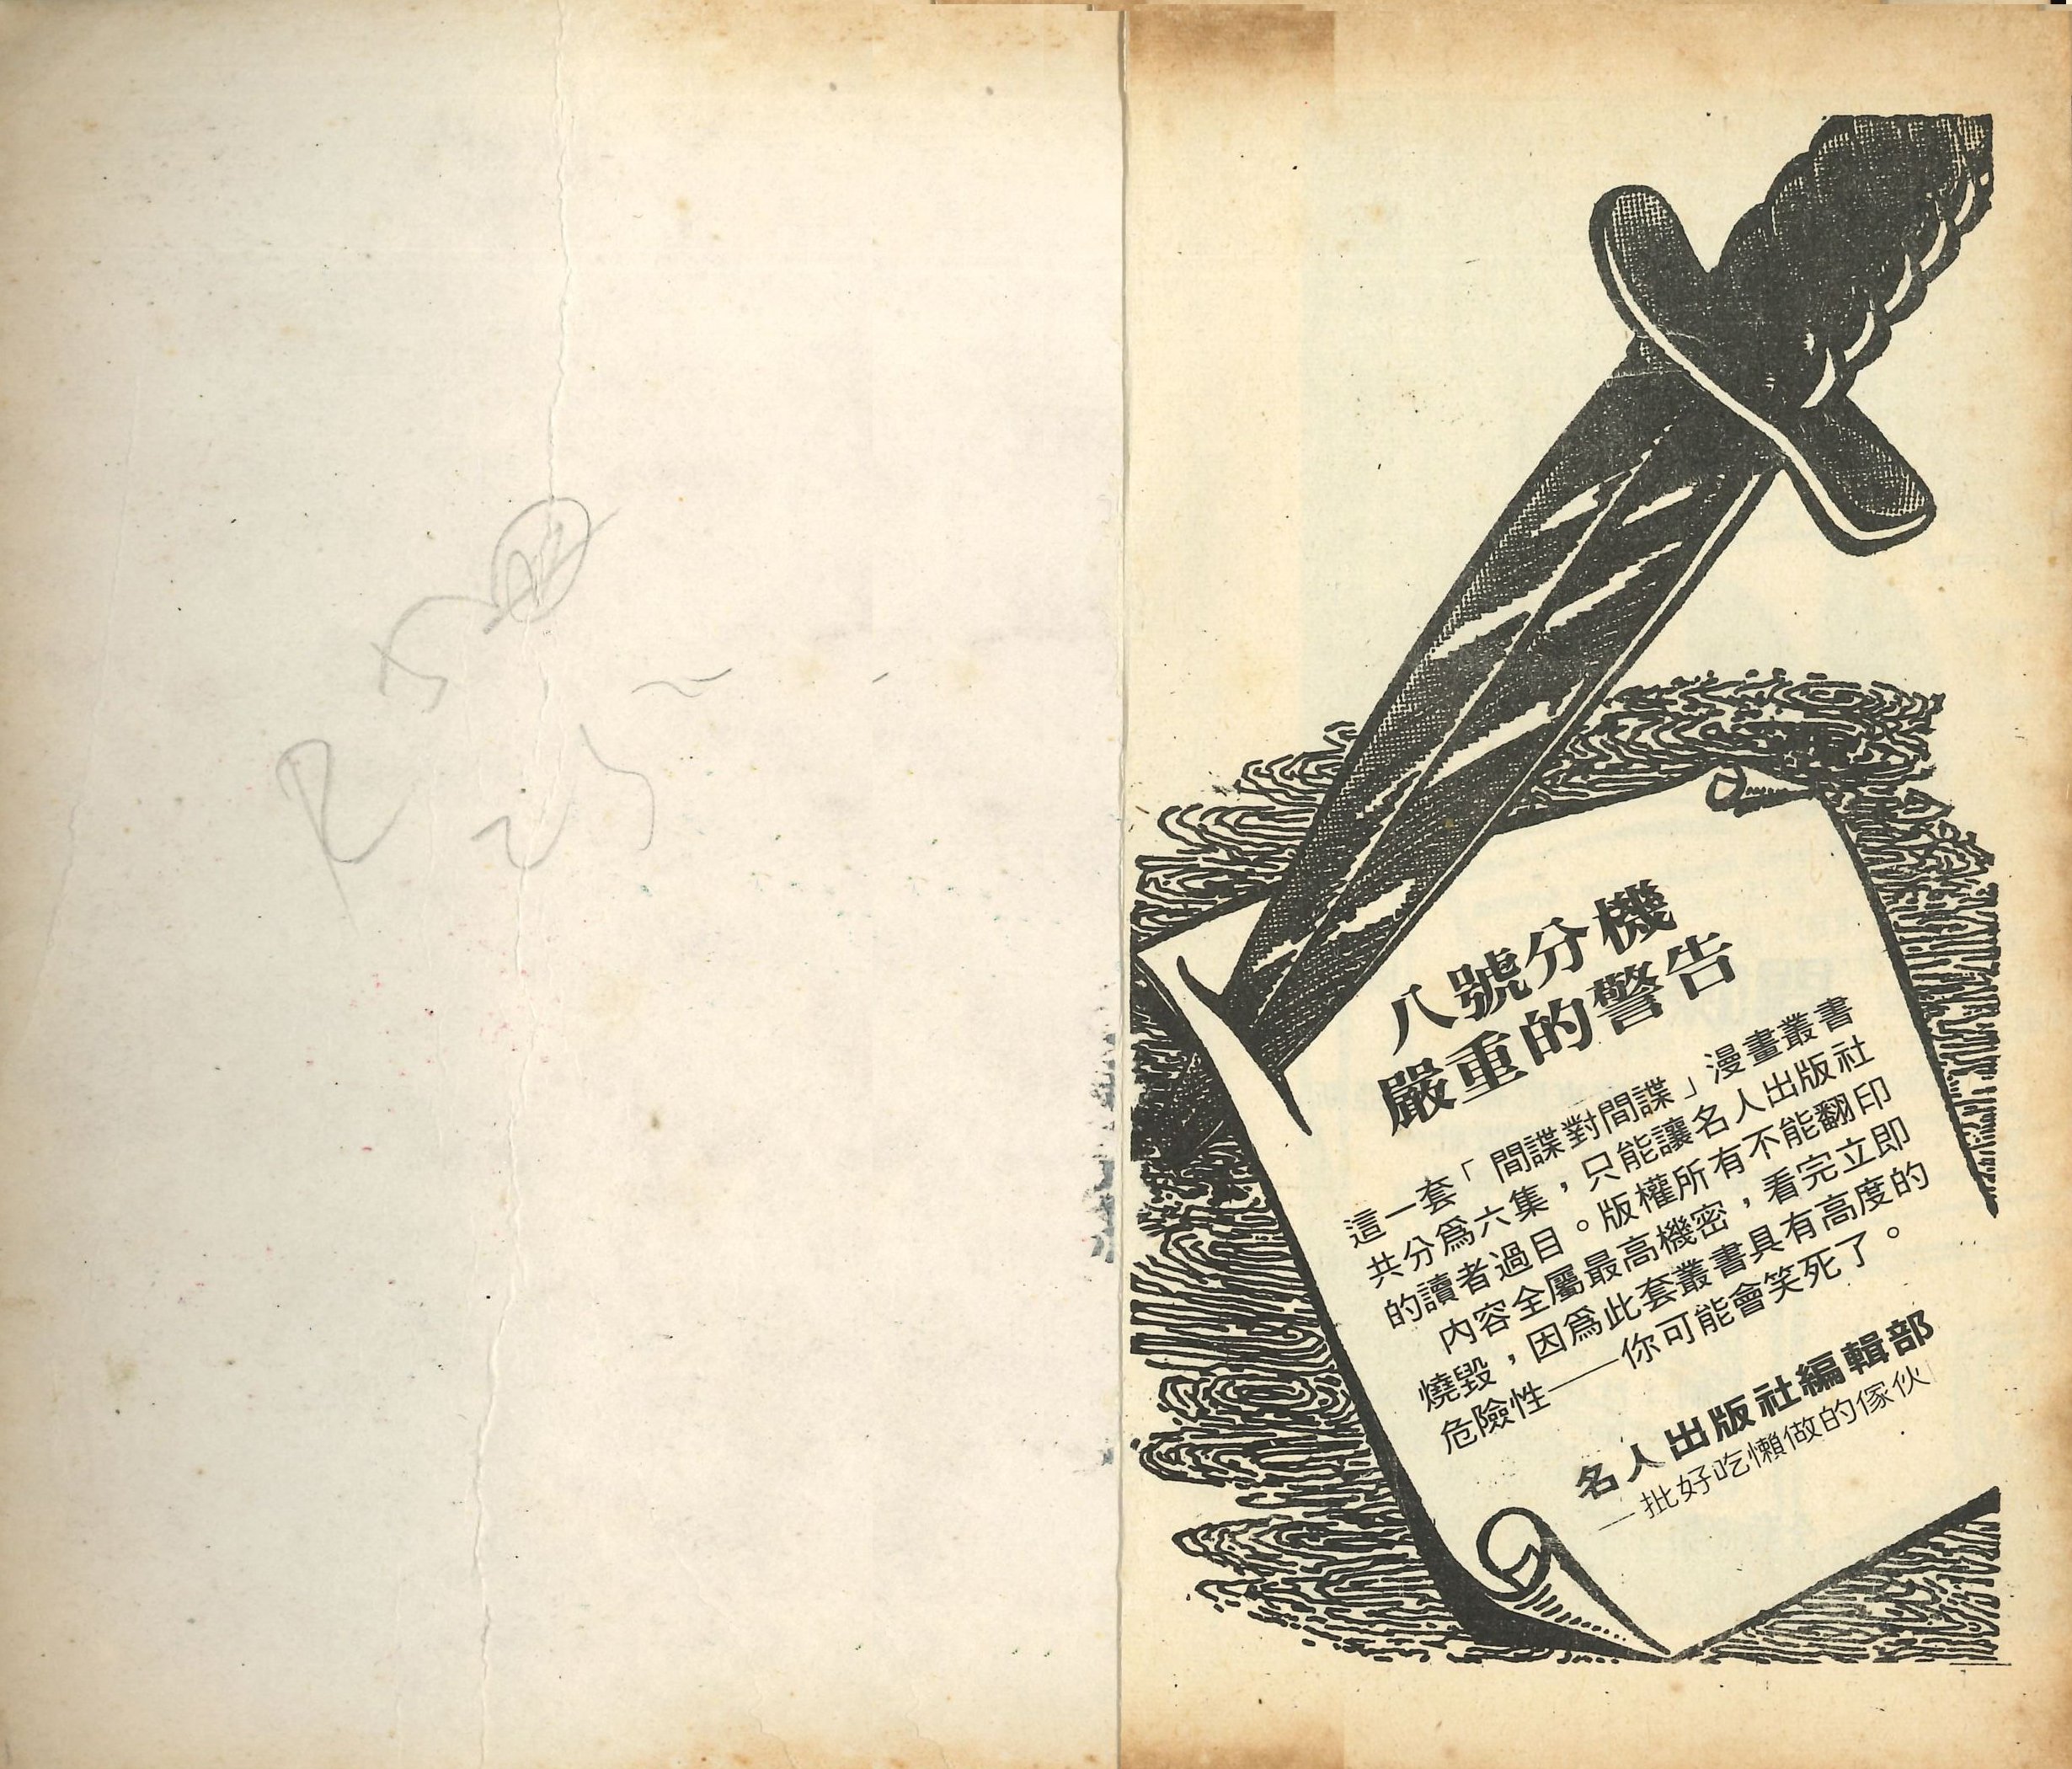 八號分機
嚴重的警告
這一套「間諜對間諜」漫畫叢書
共分爲六集，只能讓名人出版社
的讀者過目。版權所有不能翻印
內容全屬最高機密，看完立即
燒毀，因爲此套叢書具有高度的
危險性——你可能會笑死了。
名人出版社編輯部
一批好吃懶做的傢伙